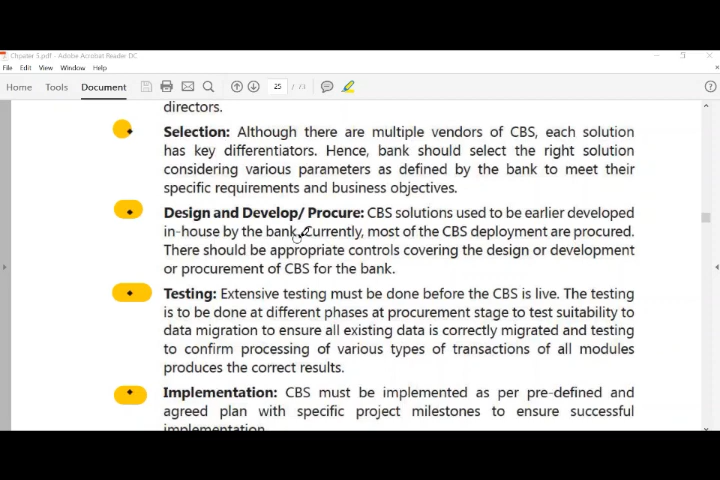 Chpater 5.pdf - Adobe Acrobat Reader DC
File Edit View Window Help
Home Tools Document 25 / 73
directors.
Selection: Although there are multiple vendors of CBS, each solution
has key differentiators. Hence, bank should select the right solution
considering various parameters as defined by the bank to meet their
specific requirements and business objectives.
Design and Develop/ Procure: CBS solutions used to be earlier developed
in-house by the bank. Currently, most of the CBS deployment are procured.
There should be appropriate controls covering the design or development
or procurement of CBS for the bank.
Testing: Extensive testing must be done before the CBS is live. The testing
is to be done at different phases at procurement stage to test suitability to
data migration to ensure all existing data is correctly migrated and testing
to confirm processing of various types of transactions of all modules
produces the correct results.
Implementation: CBS must be implemented as per pre-defined and
agreed plan with specific project milestones to ensure successful
implementation.